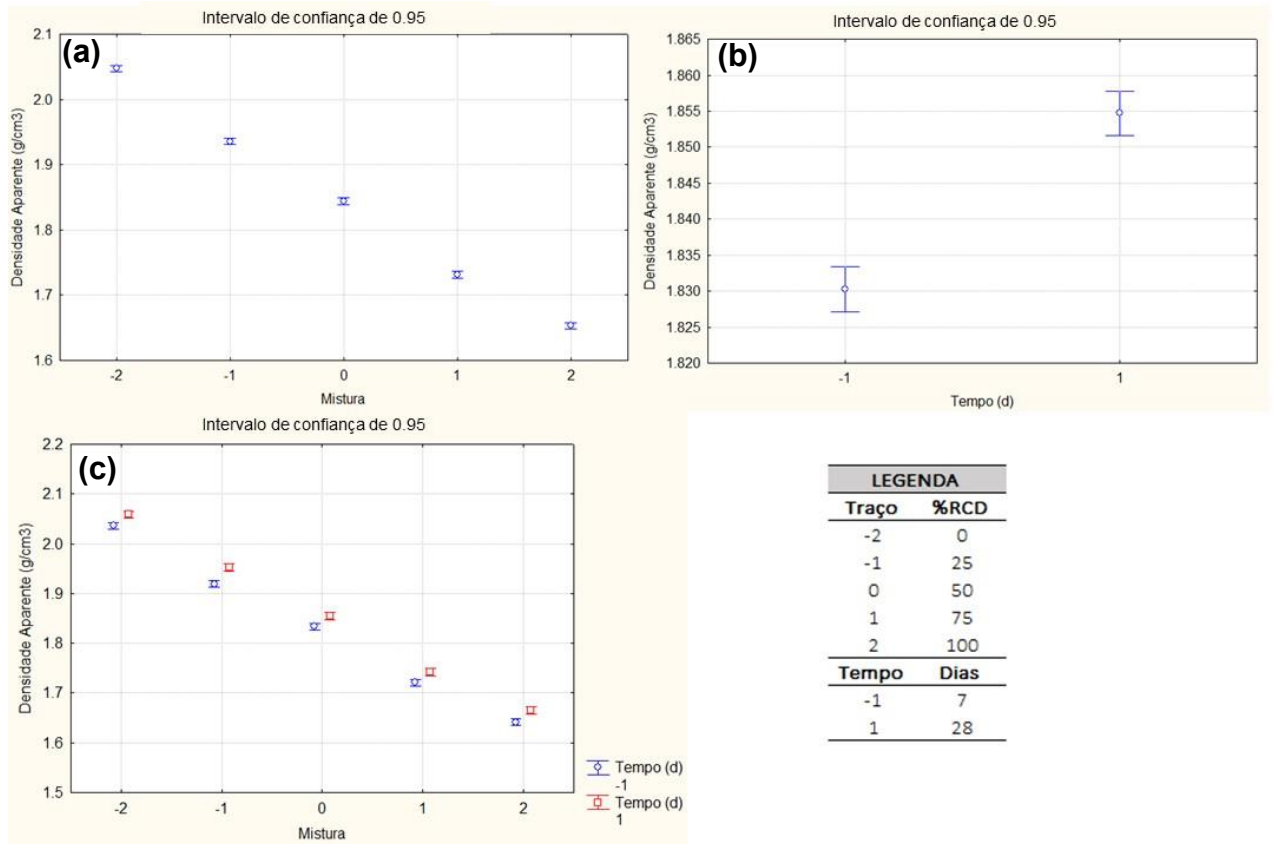 Intervalo de confiança de 0.95
(a)
Densidade Aparente (g/cm3)
2.1
2.0
1.9
1.8
1.7
1.6
-2 -1 0 1 2
Mistura
Intervalo de confiança de 0.95
(b)
Densidade Aparente (g/cm3)
1.865
1.860
1.855
1.850
1.845
1.840
1.835
1.830
1.825
1.820
-1 1
Tempo (d)
Intervalo de confiança de 0.95
(c)
Densidade Aparente (g/cm3)
2.2
2.1
2.0
1.9
1.8
1.7
1.6
1.5
-2 -1 0 1 2
Mistura
Tempo (d)
-1
Tempo (d)
1
LEGENDA
Traço %RCD
-2 0
-1 25
0 50
1 75
2 100
Tempo Dias
-1 7
1 28